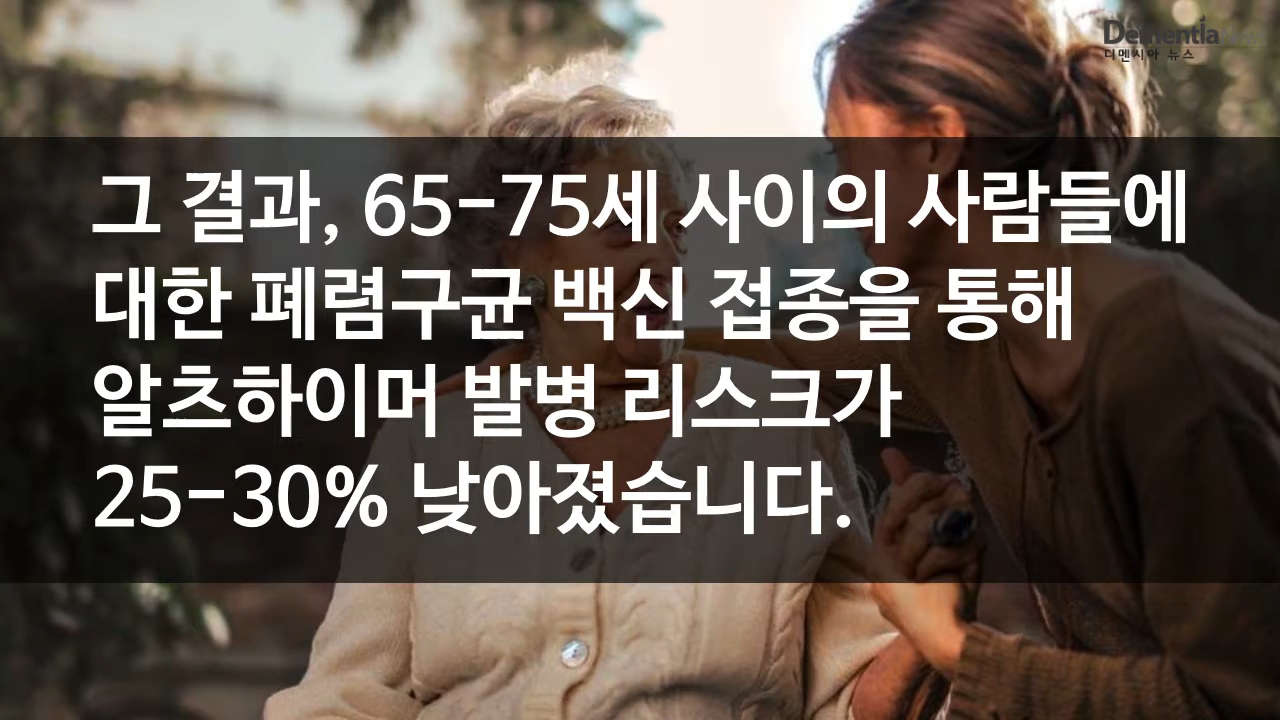 Dementia
디멘시아 뉴스
그 결과, 65-75세 사이의 사람들에
대한 폐렴구균 백신 접종을 통해
알츠하이머 발병 리스크가
25-30% 낮아졌습니다.